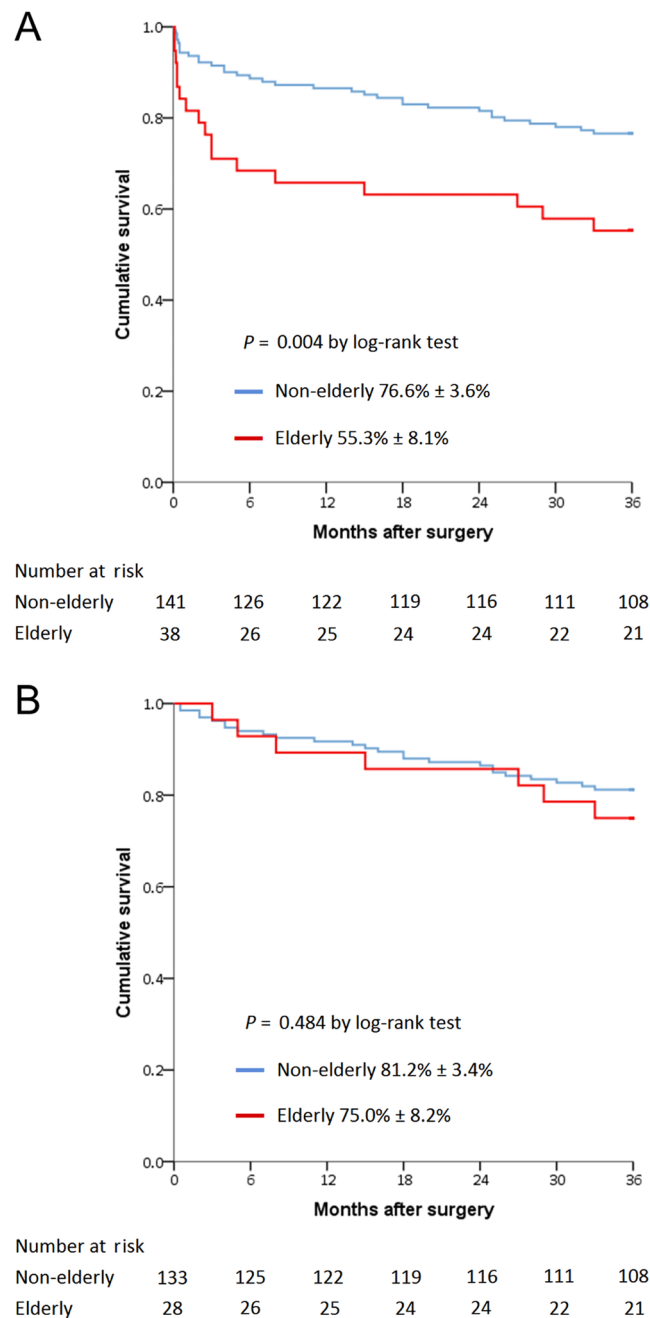 A
1.0
0.8
0.6
0.4
0.2
0.0
Cumulative survival
P = 0.004 by log-rank test
Non-elderly 76.6% ± 3.6%
Elderly 55.3% ± 8.1%
0 6 12 18 24 30 36
Months after surgery
Number at risk
Non-elderly 141 126 122 119 116 111 108
Elderly 38 26 25 24 24 22 21
B
1.0
0.8
0.6
0.4
0.2
0.0
Cumulative survival
P = 0.484 by log-rank test
Non-elderly 81.2% ± 3.4%
Elderly 75.0% ± 8.2%
0 6 12 18 24 30 36
Months after surgery
Number at risk
Non-elderly 133 125 122 119 116 111 108
Elderly 28 26 25 24 24 22 21